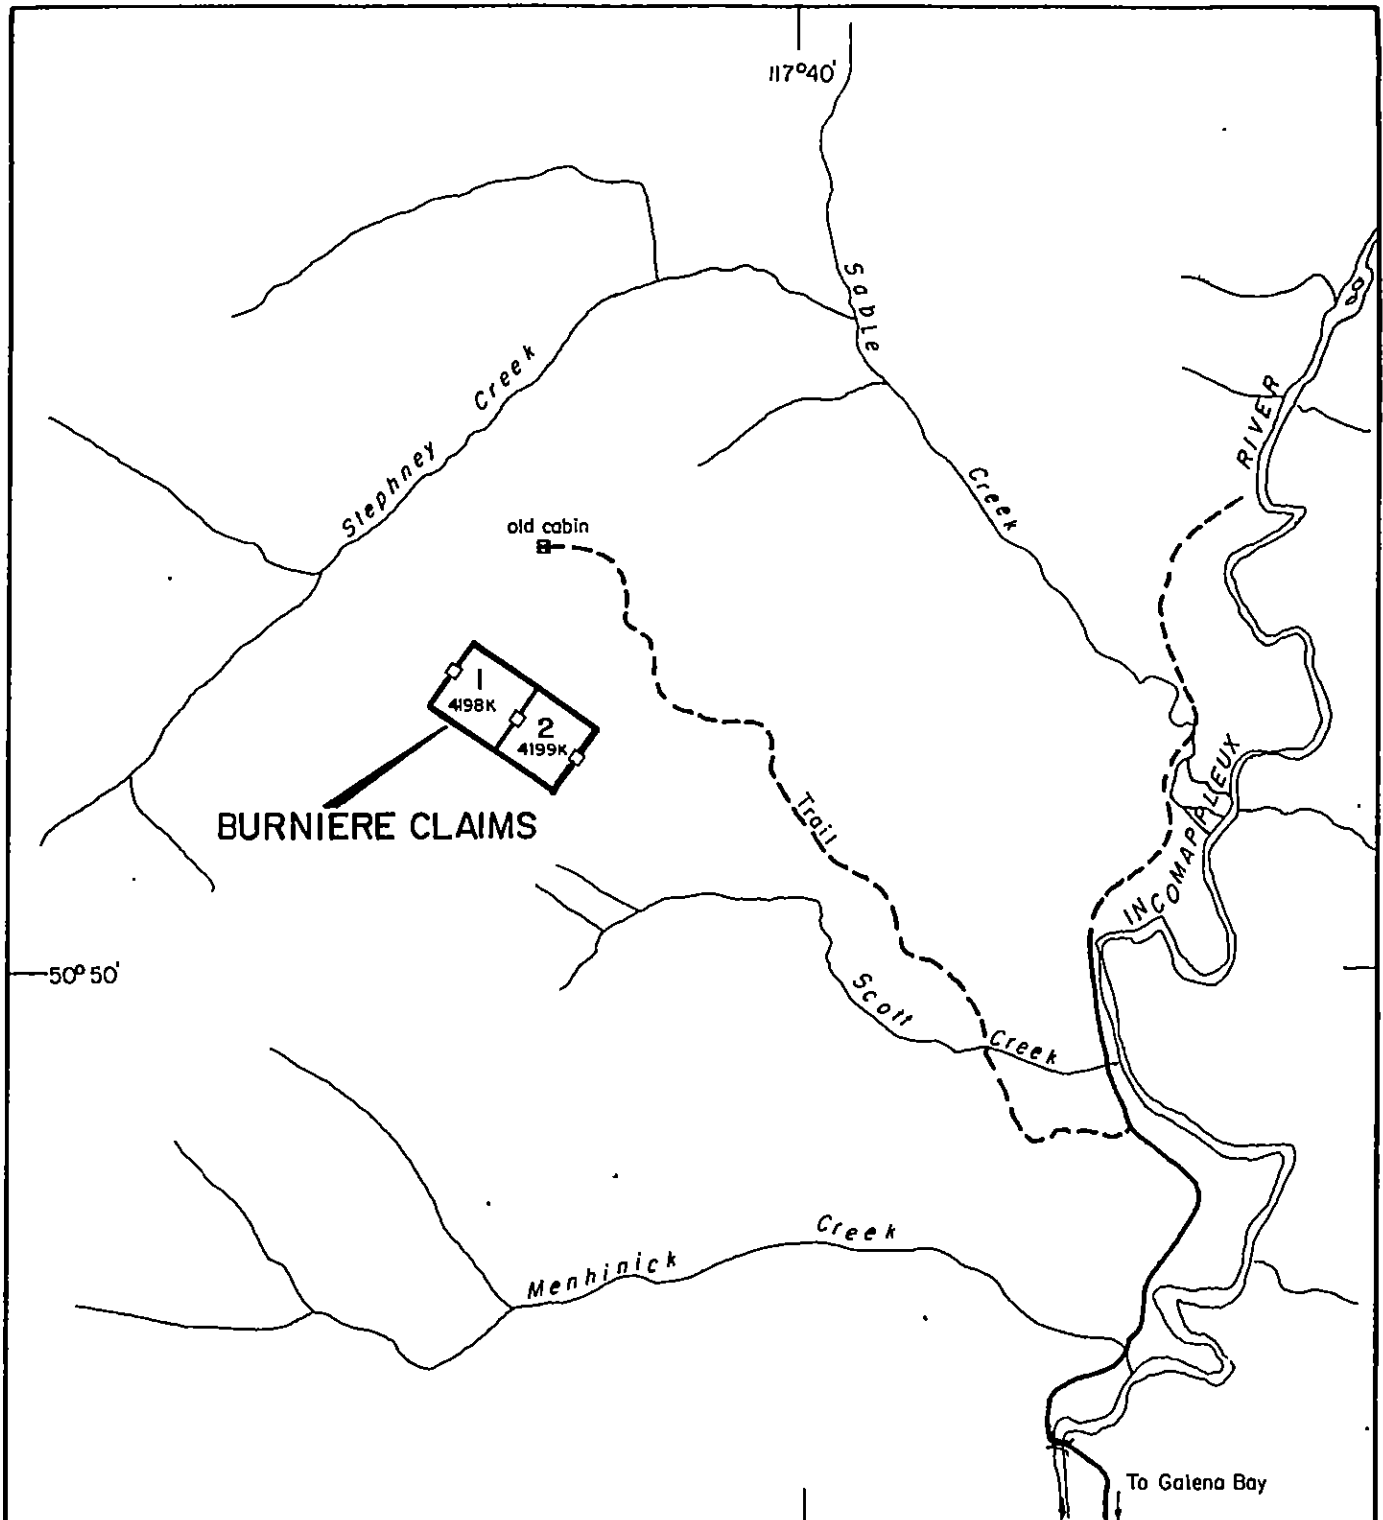 117°40'
Sable
Creek
RIVER
Stephney Creek
old cabin
1
4198K
2
4199K
BURNIERE CLAIMS
Trail
INCOMAPPALEUX
50° 50'
Scott
Creek
Menhinick Creek
To Galena Bay